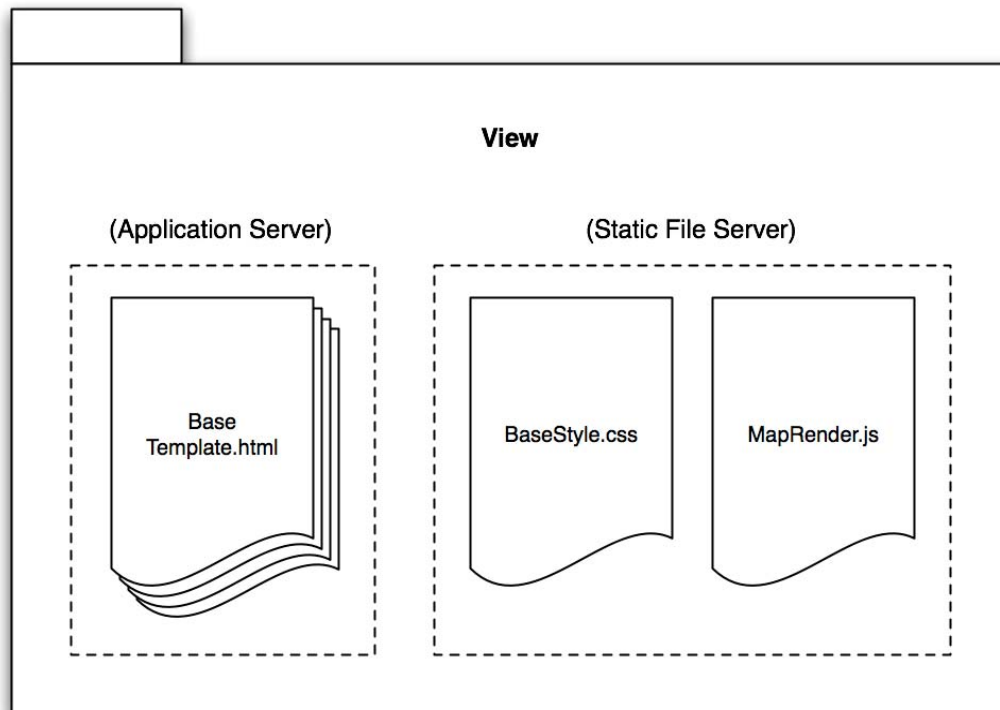 View
(Application Server)
(Static File Server)
Base
Template.html
BaseStyle.css
MapRender.js